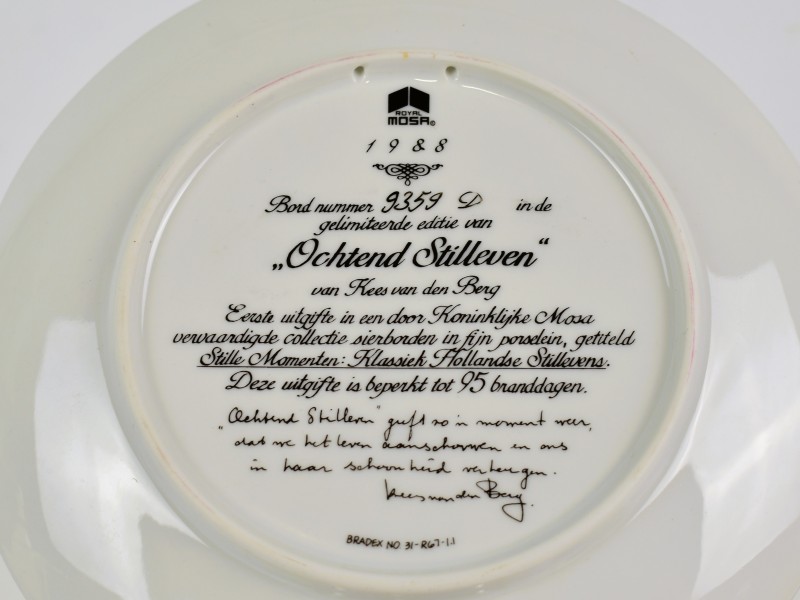 ROYAL
MOSA©
1988
Bord nummer 9359 D in de
gelimiteerde editie van
„Ochtend Stilleven“
van Kees van den Berg
Eerste uitgifte in een door Koninklijke Mosa
vervaardigde collectie sierborden in fijn porselein, getiteld
Stille Momenten: Klassiek Hollandse Stillevens.
Deze uitgifte is beperkt tot 95 branddagen.
"Ochtend Stilleven" geeft zo'n moment weer,
dat we het leven aanschouwen en ons
in haar schoonheid verheugen.
Kees van den Berg.
BRADEX NO. 31-R67-1.1